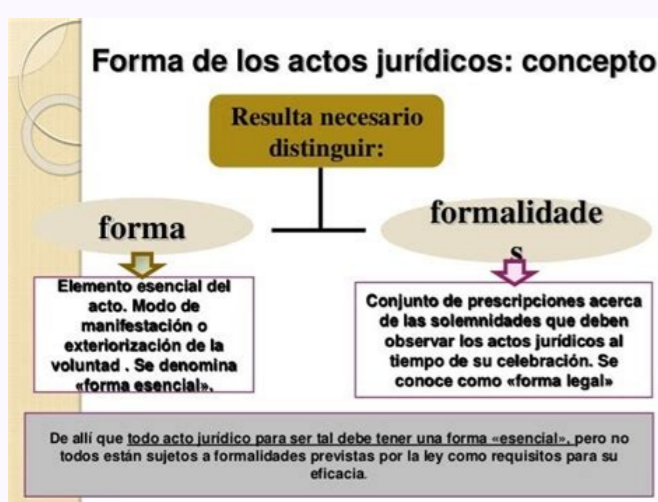 Forma de los actos jurídicos: concepto
Resulta necesario
distinguir:
forma
formalidade
s
Elemento esencial del
acto. Modo de
manifestación o
exteriorización de la
voluntad . Se denomina
«forma esencial».
Conjunto de prescripciones acerca
de las solemnidades que deben
observar los actos jurídicos al
tiempo de su celebración. Se
conoce como «forma legal»
De allí que todo acto jurídico para ser tal debe tener una forma «esencial», pero no
todos están sujetos a formalidades previstas por la ley como requisitos para su
eficacia.